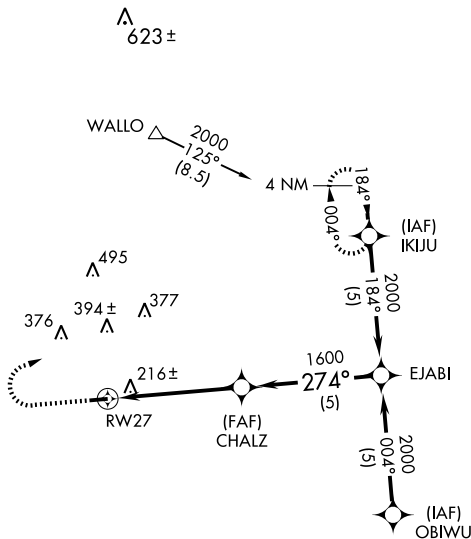 623 ±
WALLO
2000
125°
(8.5)
4 NM
184°
004°
(IAF)
IKIJU
2000
184°
(5)
495
394 ±
377
376
216 ±
1600
274°
(5)
EJABI
RW27
(FAF)
CHALZ
2000
004°
(5)
(IAF)
OBIWU